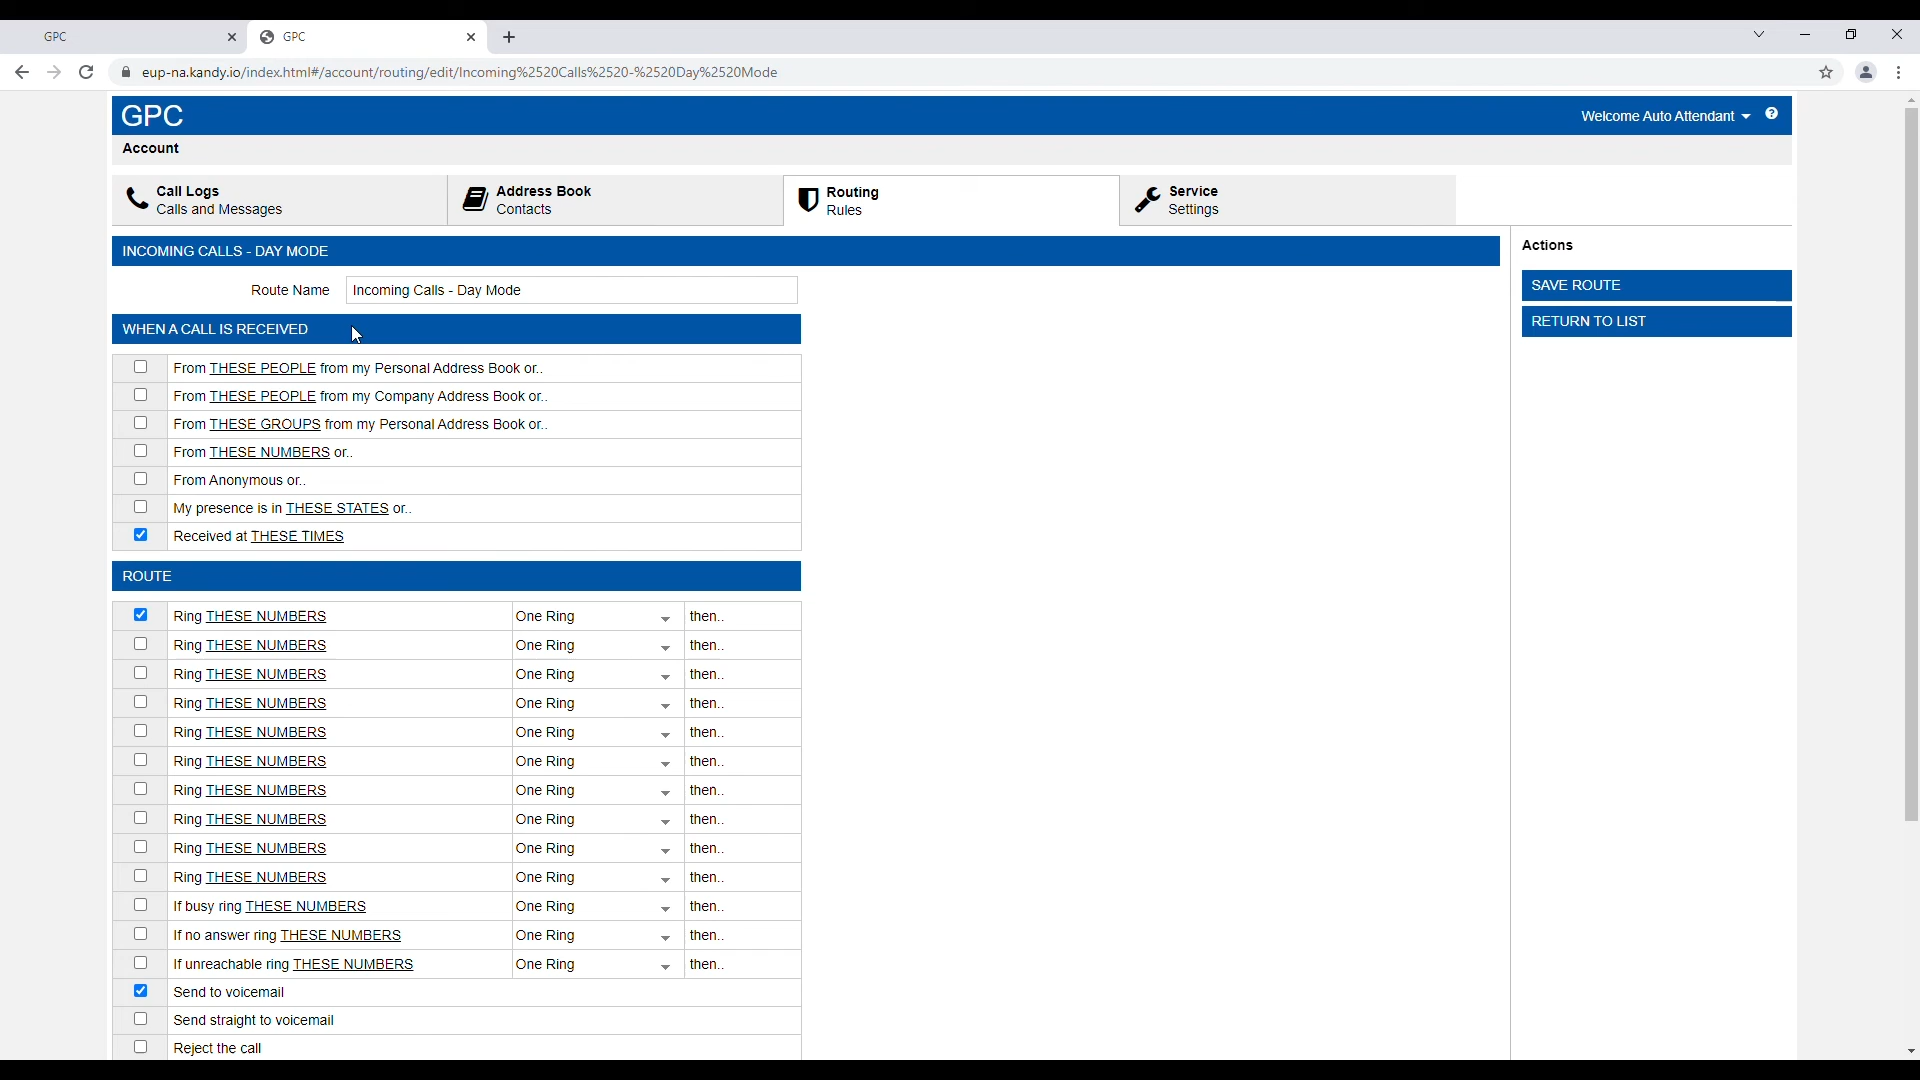 GPC
GPC
eup-na.kandy.io/index.html#/account/routing/edit/Incoming%2520Calls%2520-%2520Day%2520Mode
GPC
Welcome Auto Attendant
Account
Call Logs
Calls and Messages
Address Book
Contacts
Routing
Rules
Service
Settings
INCOMING CALLS - DAY MODE
Route Name Incoming Calls - Day Mode
WHEN A CALL IS RECEIVED
From THESE PEOPLE from my Personal Address Book or..
From THESE PEOPLE from my Company Address Book or..
From THESE GROUPS from my Personal Address Book or..
From THESE NUMBERS or..
From Anonymous or..
My presence is in THESE STATES or..
Received at THESE TIMES
ROUTE
Ring THESE NUMBERS One Ring then..
Ring THESE NUMBERS One Ring then..
Ring THESE NUMBERS One Ring then..
Ring THESE NUMBERS One Ring then..
Ring THESE NUMBERS One Ring then..
Ring THESE NUMBERS One Ring then..
Ring THESE NUMBERS One Ring then..
Ring THESE NUMBERS One Ring then..
Ring THESE NUMBERS One Ring then..
Ring THESE NUMBERS One Ring then..
If busy ring THESE NUMBERS One Ring then..
If no answer ring THESE NUMBERS One Ring then..
If unreachable ring THESE NUMBERS One Ring then..
Send to voicemail
Send straight to voicemail
Reject the call
Actions
SAVE ROUTE
RETURN TO LIST